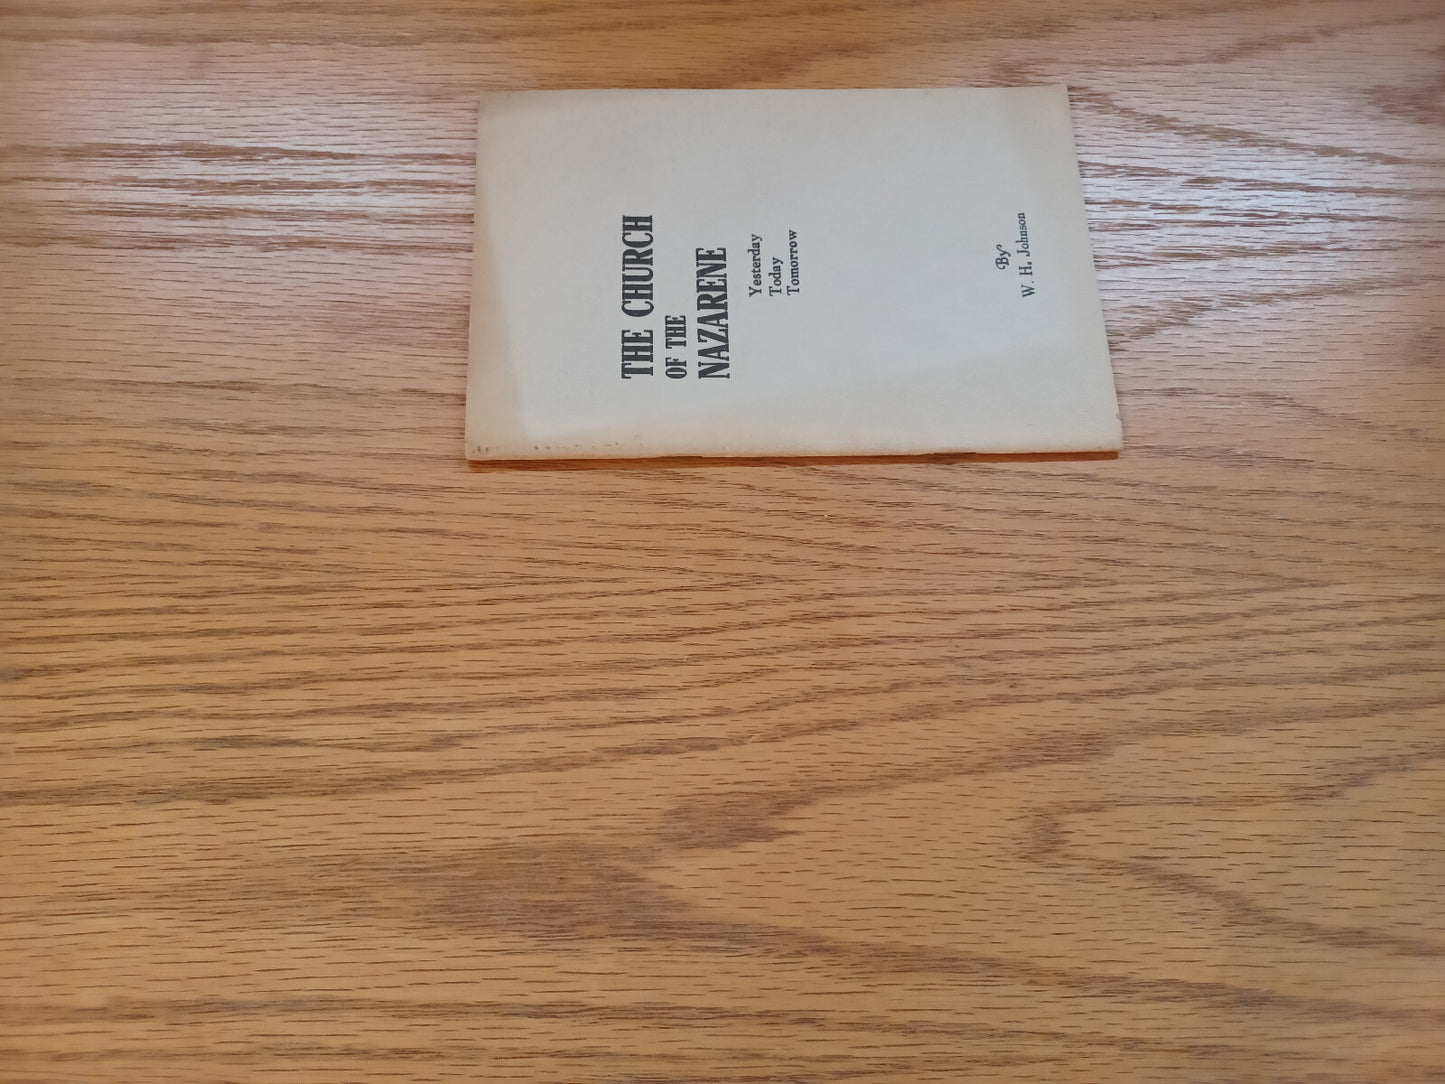 THE CHURCH
OF THE
NAZARENE
Yesterday
Today
Tomorrow
By
W. H. Johnson